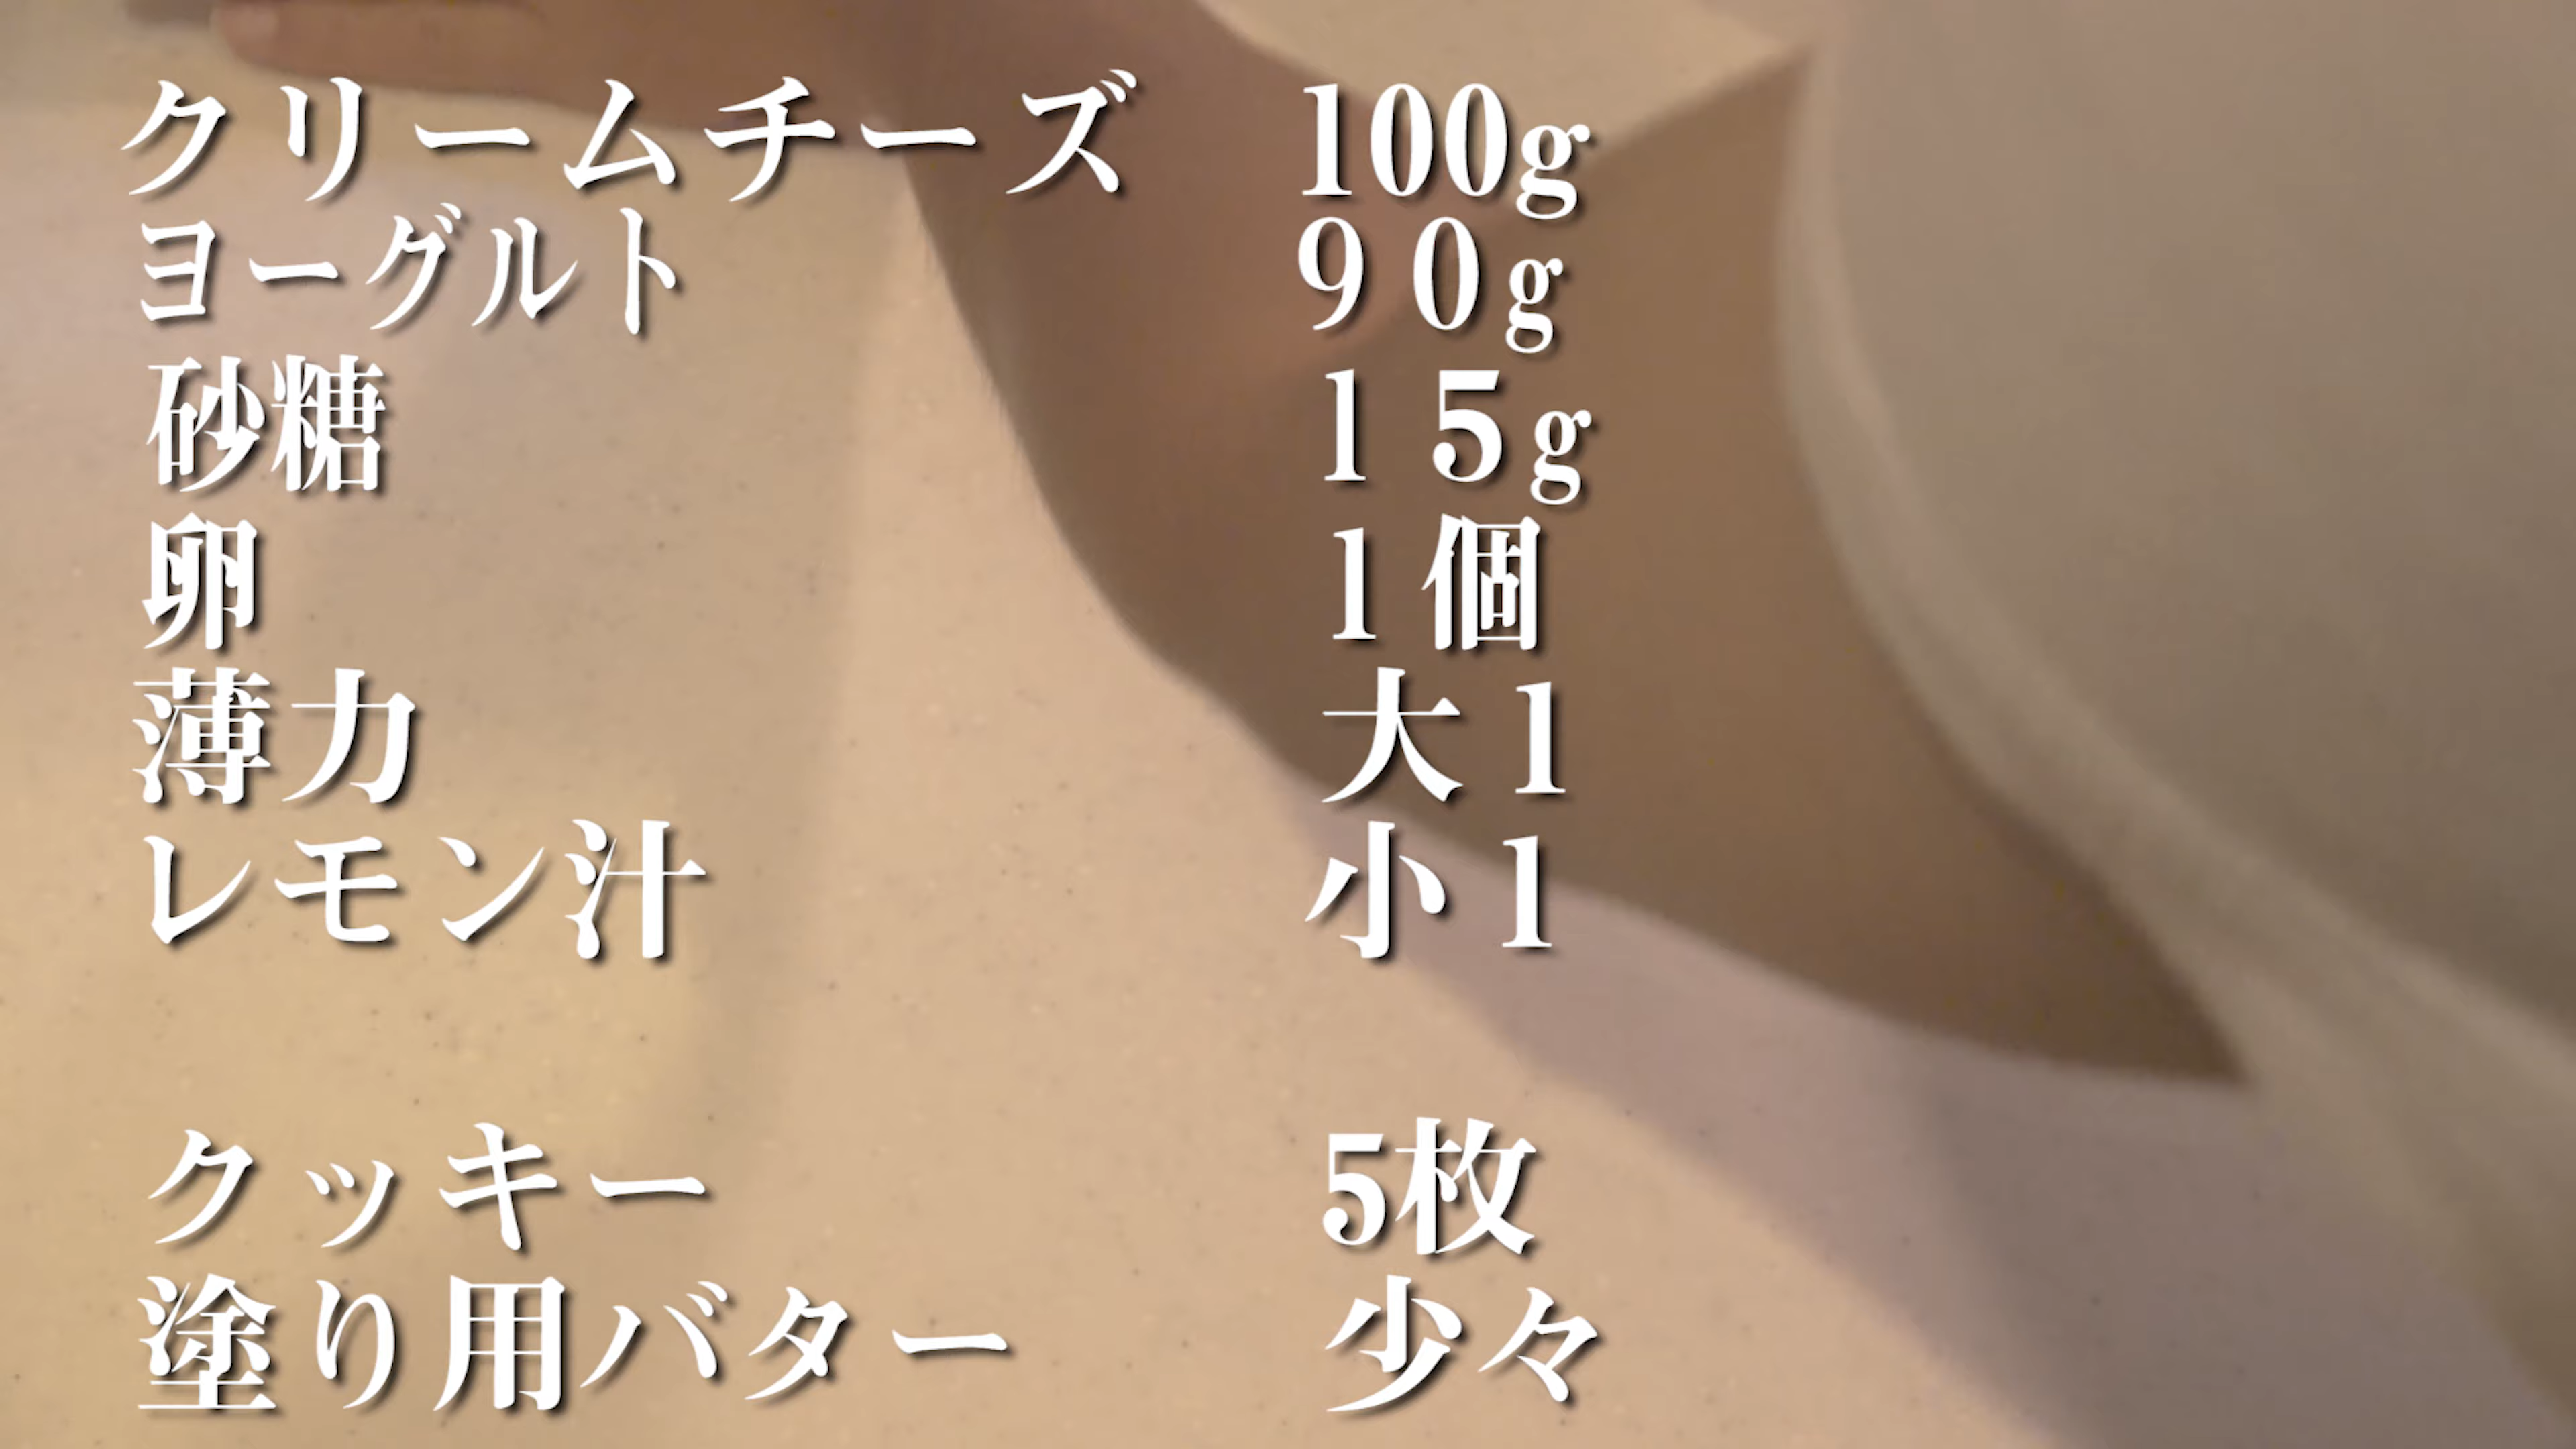 クリームチーズ 100g
ヨーグルト 90g
砂糖 15g
卵 1個
薄力 大1
レモン汁 小1
クッキー 5枚
塗り用バター 少々